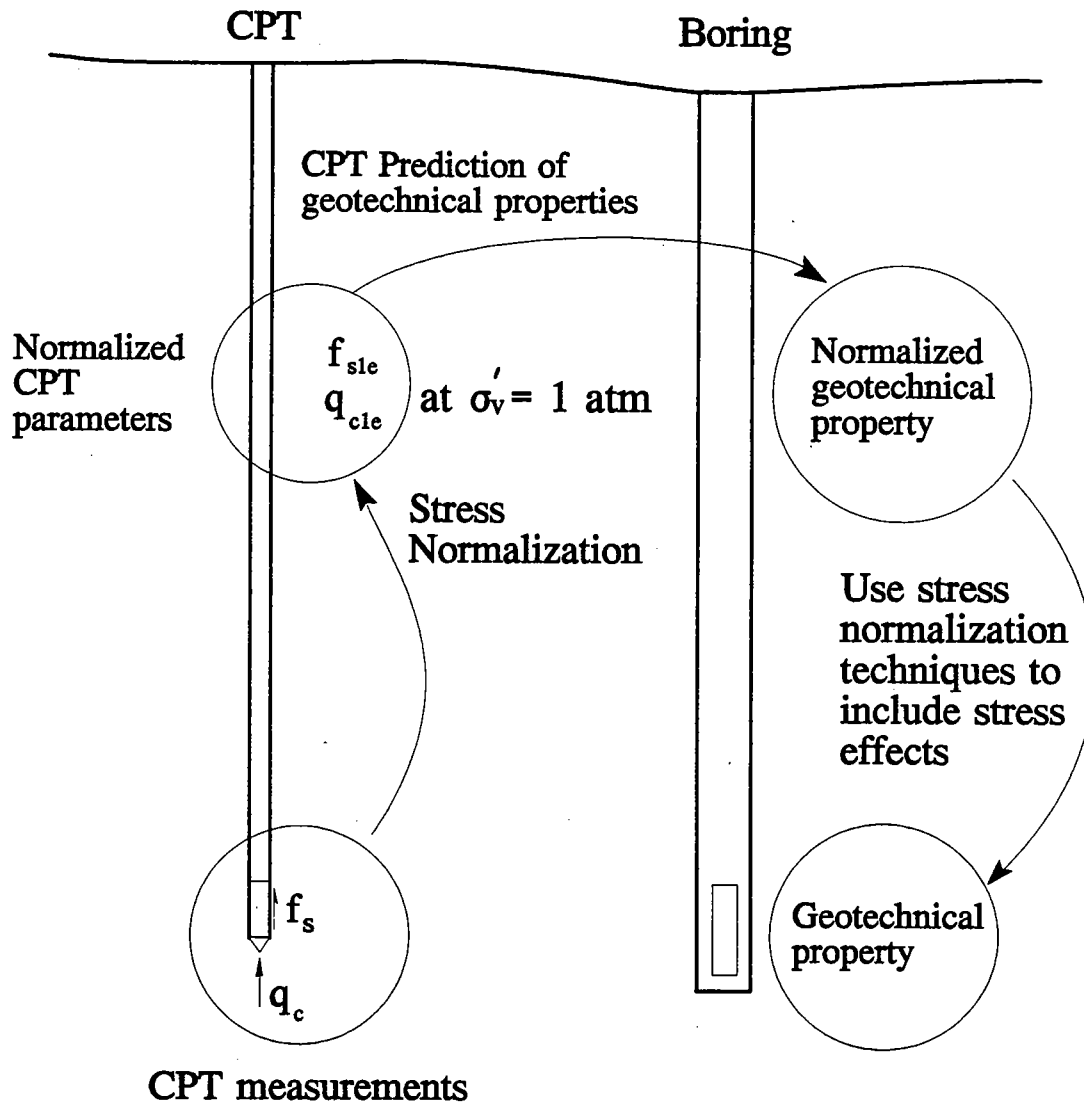 CPT
Boring
CPT Prediction of
geotechnical properties
Normalized
CPT
parameters
f_s1e
q_c1e at σ_v′ = 1 atm
Normalized
geotechnical
property
Stress
Normalization
Use stress
normalization
techniques to
include stress
effects
f_s
q_c
Geotechnical
property
CPT measurements